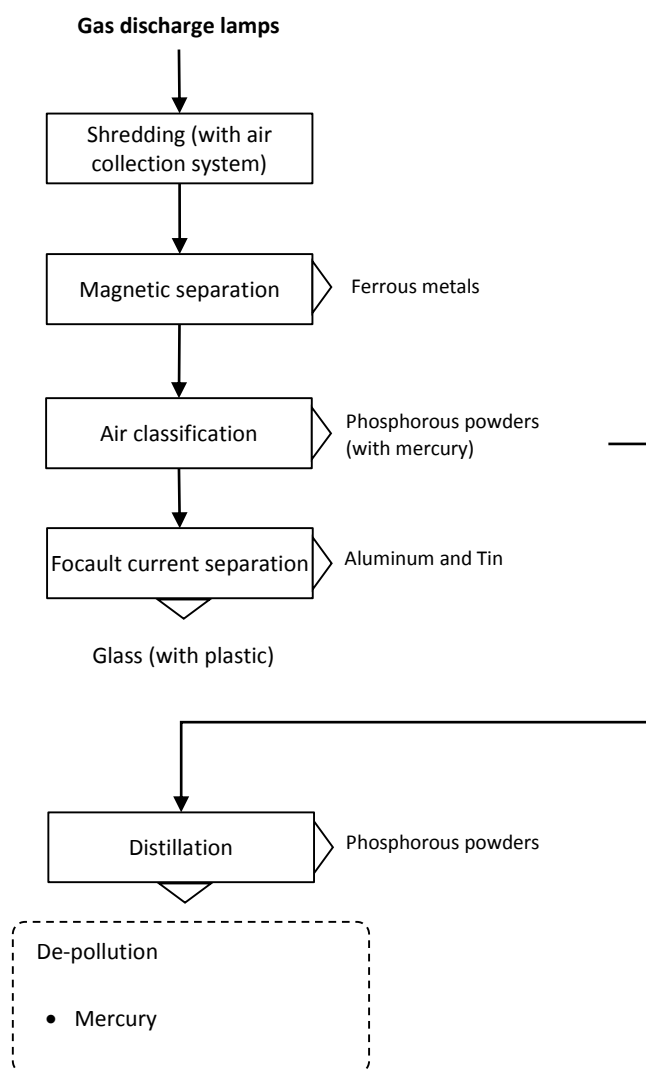 Gas discharge lamps
Shredding (with air
collection system)
Magnetic separation
Ferrous metals
Air classification
Phosphorous powders
(with mercury)
Focault current separation
Aluminum and Tin
Glass (with plastic)
Distillation
Phosphorous powders
De-pollution
• Mercury